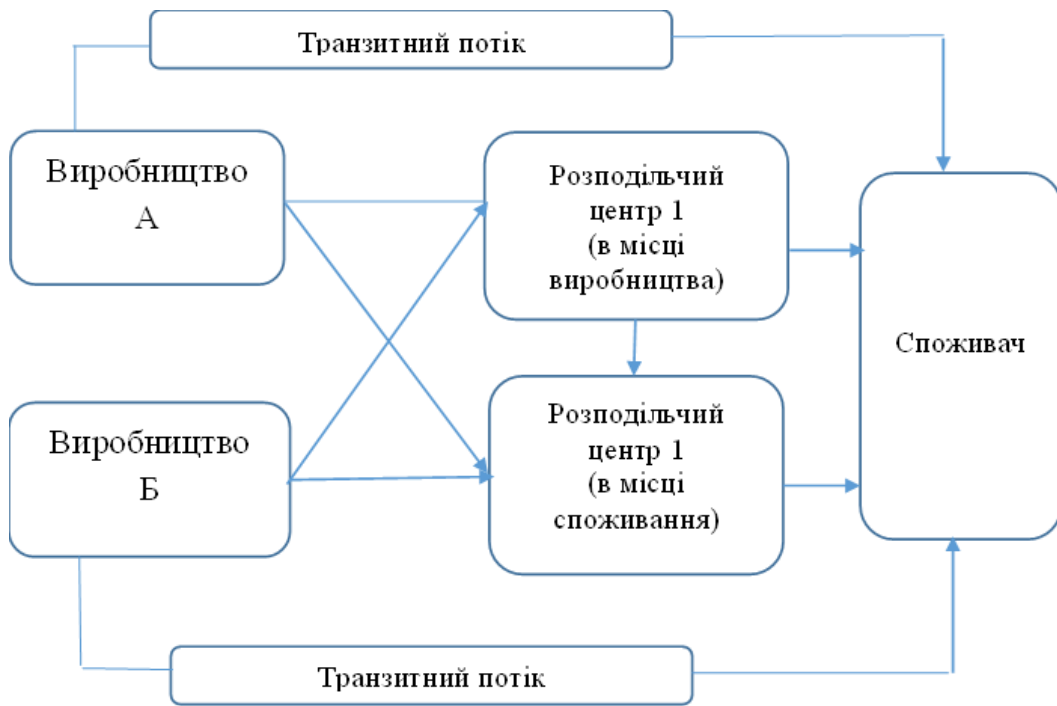 Транзитний потік
Виробництво
А
Розподільчий
центр 1
(в місці
виробництва)
Споживач
Виробництво
Б
Розподільчий
центр 1
(в місці
споживання)
Транзитний потік